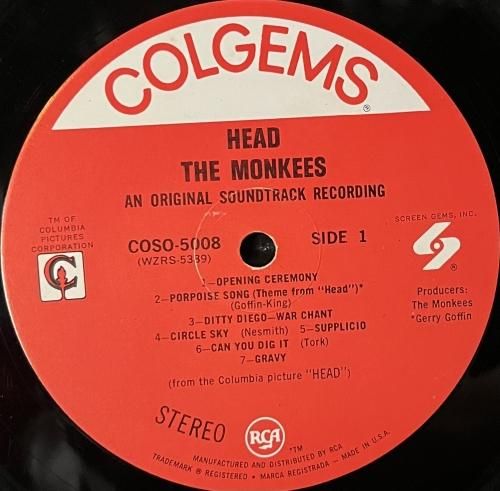 COLGEMS®
HEAD
THE MONKEES
AN ORIGINAL SOUNDTRACK RECORDING
TM OF
COLUMBIA
PICTURES
CORPORATION
COSO-5008
(WZRS-5339)
SIDE 1
SCREEN GEMS, INC.
®
Producers:
The Monkees
*Gerry Goffin
1—OPENING CEREMONY
2—PORPOISE SONG (Theme from "Head")*
(Goffin-King)
3—DITTY DIEGO—WAR CHANT
4—CIRCLE SKY (Nesmith) 5—SUPPLICIO
6—CAN YOU DIG IT (Tork)
7—GRAVY
(from the Columbia picture "HEAD")
STEREO
RCA
*TM
MANUFACTURED AND DISTRIBUTED BY RCA
TRADEMARK ® REGISTERED • MARCA REGISTRADA — MADE IN U.S.A.